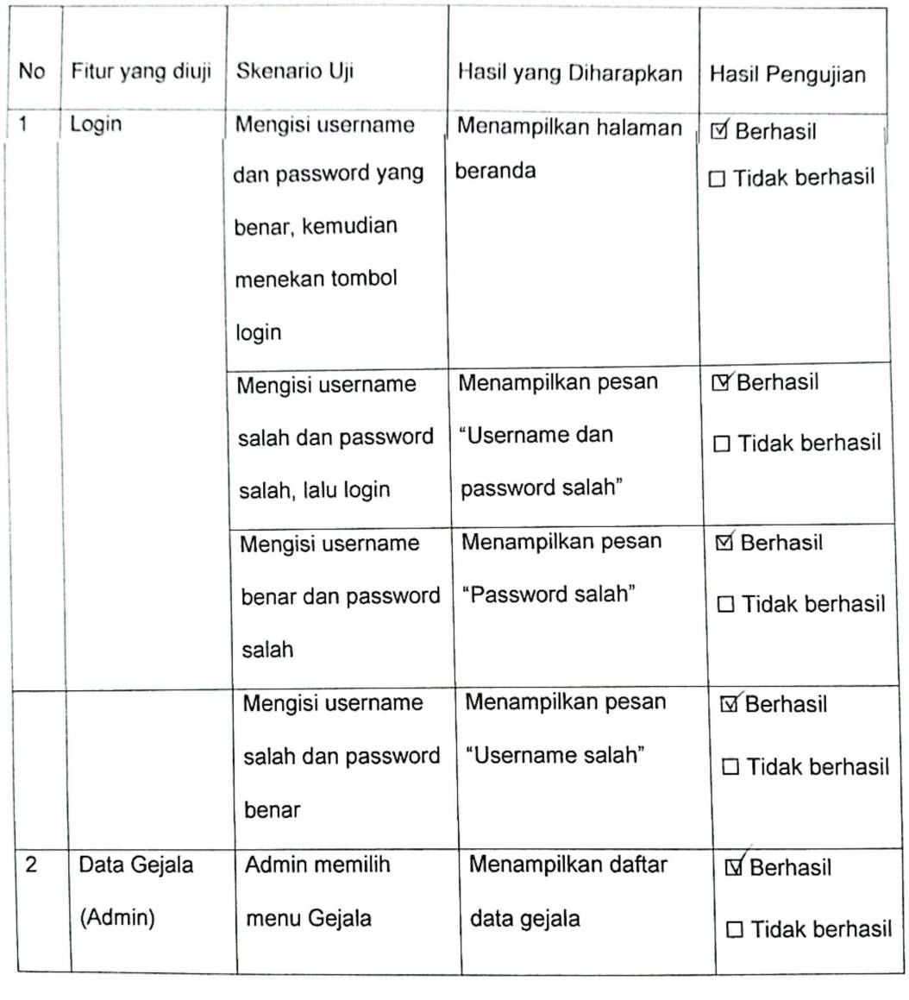 No Fitur yang diuji Skenario Uji Hasil yang Diharapkan Hasil Pengujian
1 Login Mengisi username Menampilkan halaman ☑ Berhasil
dan password yang beranda ☐ Tidak berhasil
benar, kemudian
menekan tombol
login
Mengisi username Menampilkan pesan ☑ Berhasil
salah dan password “Username dan ☐ Tidak berhasil
salah, lalu login password salah”
Mengisi username Menampilkan pesan ☑ Berhasil
benar dan password “Password salah” ☐ Tidak berhasil
salah
Mengisi username Menampilkan pesan ☑ Berhasil
salah dan password “Username salah” ☐ Tidak berhasil
benar
2 Data Gejala Admin memilih Menampilkan daftar ☑ Berhasil
(Admin) menu Gejala data gejala ☐ Tidak berhasil